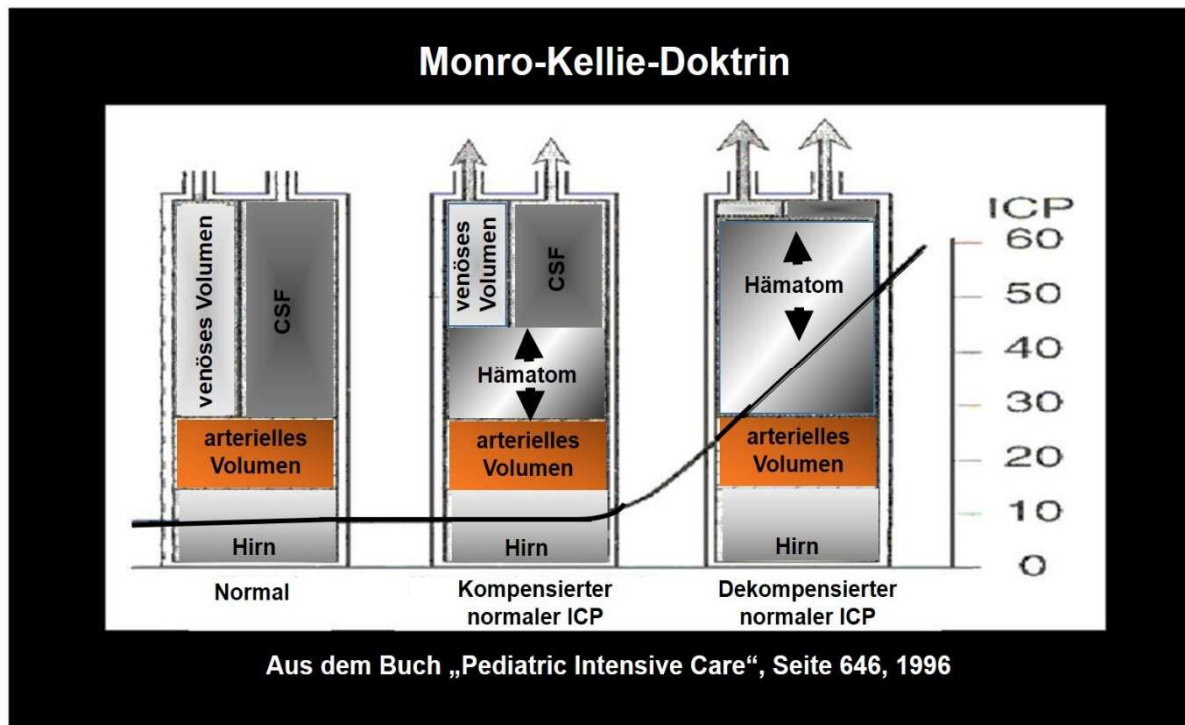 Monro-Kellie-Doktrin
venöses Volumen
CSF
arterielles
Volumen
Hirn
Normal
venöses
Volumen
CSF
Hämatom
arterielles
Volumen
Hirn
Kompensierter
normaler ICP
Hämatom
arterielles
Volumen
Hirn
Dekompensierter
normaler ICP
ICP
60
50
40
30
20
10
0
Aus dem Buch „Pediatric Intensive Care“, Seite 646, 1996